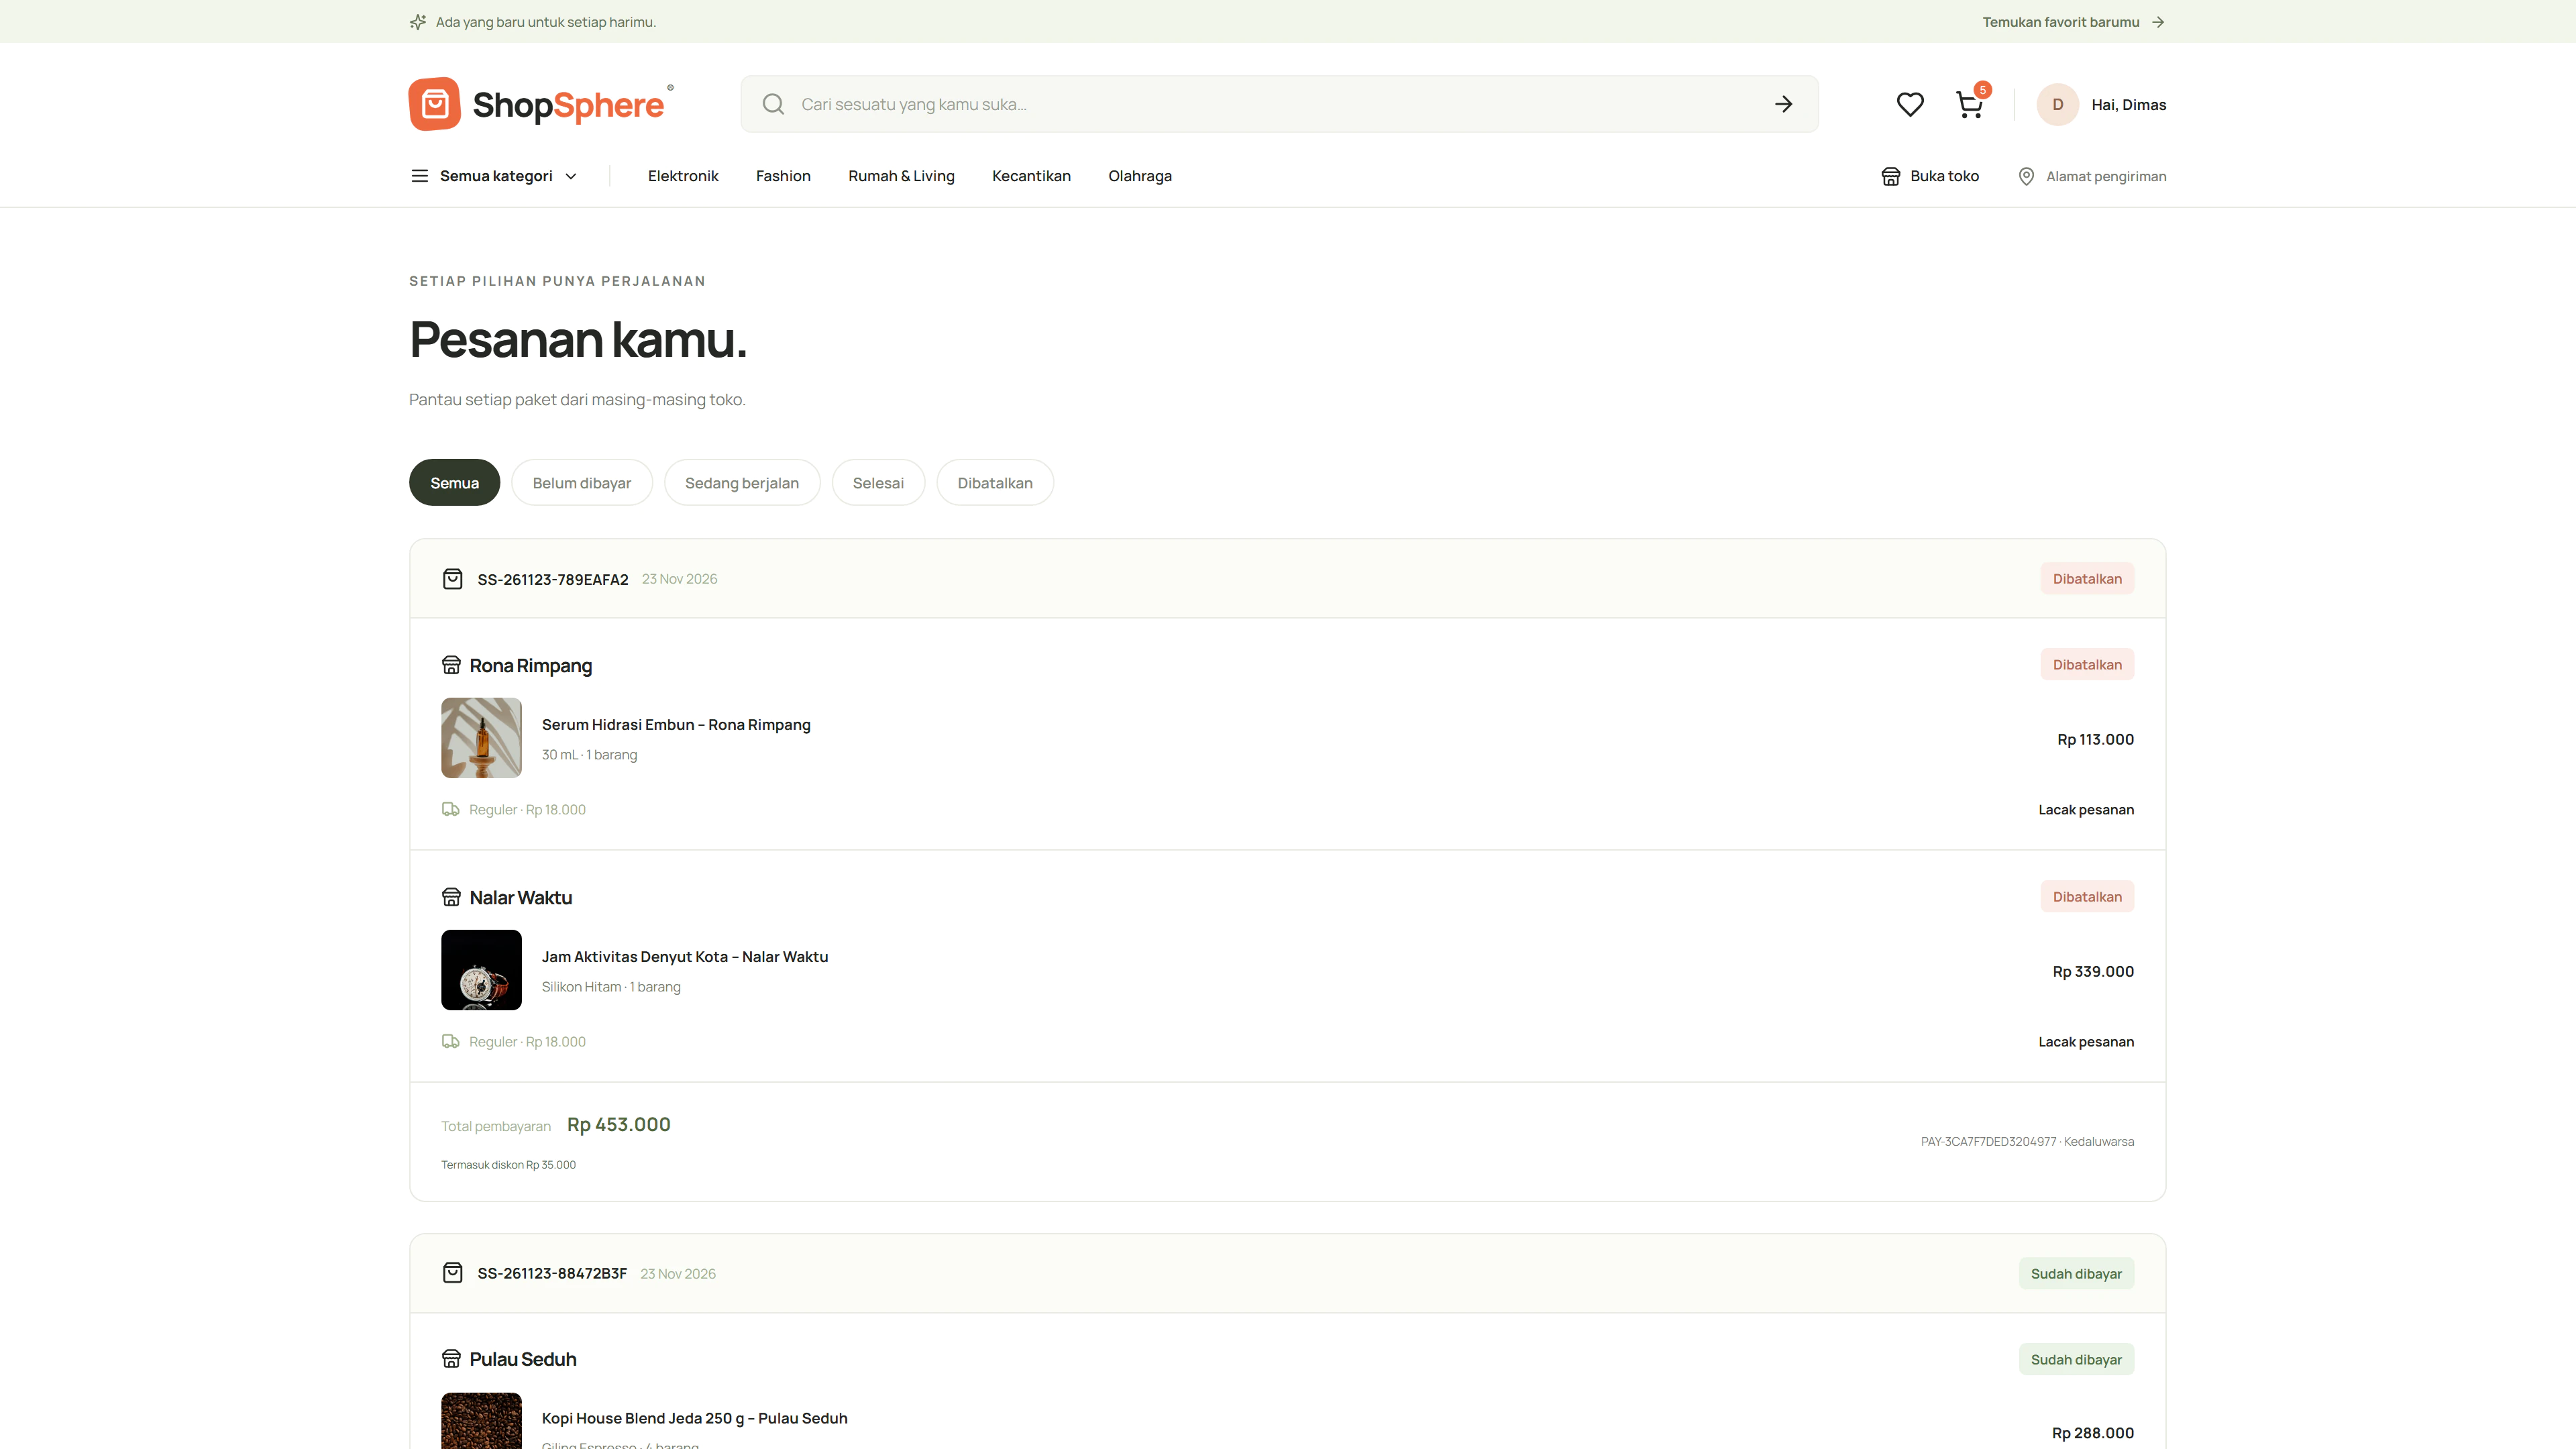 Ada yang baru untuk setiap harimu.
Temukan favorit barumu
ShopSphere
Cari sesuatu yang kamu suka...
5
D
Hai, Dimas
Semua kategori
Elektronik
Fashion
Rumah & Living
Kecantikan
Olahraga
Buka toko
Alamat pengiriman
SETIAP PILIHAN PUNYA PERJALANAN
Pesanan kamu.
Pantau setiap paket dari masing-masing toko.
Semua
Belum dibayar
Sedang berjalan
Selesai
Dibatalkan
SS-261123-789EAFA2 23 Nov 2026
Dibatalkan
Rona Rimpang
Dibatalkan
Serum Hidrasi Embun – Rona Rimpang
30 mL · 1 barang
Rp 113.000
Reguler · Rp 18.000
Lacak pesanan
Nalar Waktu
Dibatalkan
Jam Aktivitas Denyut Kota – Nalar Waktu
Silikon Hitam · 1 barang
Rp 339.000
Reguler · Rp 18.000
Lacak pesanan
Total pembayaran Rp 453.000
Termasuk diskon Rp 35.000
PAY-3CA7F7DED3204977 · Kedaluwarsa
SS-261123-88472B3F 23 Nov 2026
Sudah dibayar
Pulau Seduh
Sudah dibayar
Kopi House Blend Jeda 250 g – Pulau Seduh
Giling Espresso · 4 barang
Rp 288.000